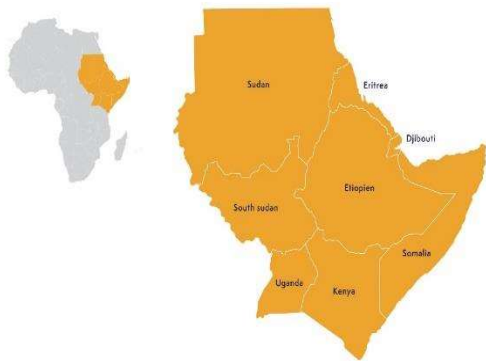 Sudan
Eritrea
Djibouti
Etiopien
South sudan
Somalia
Uganda
Kenya